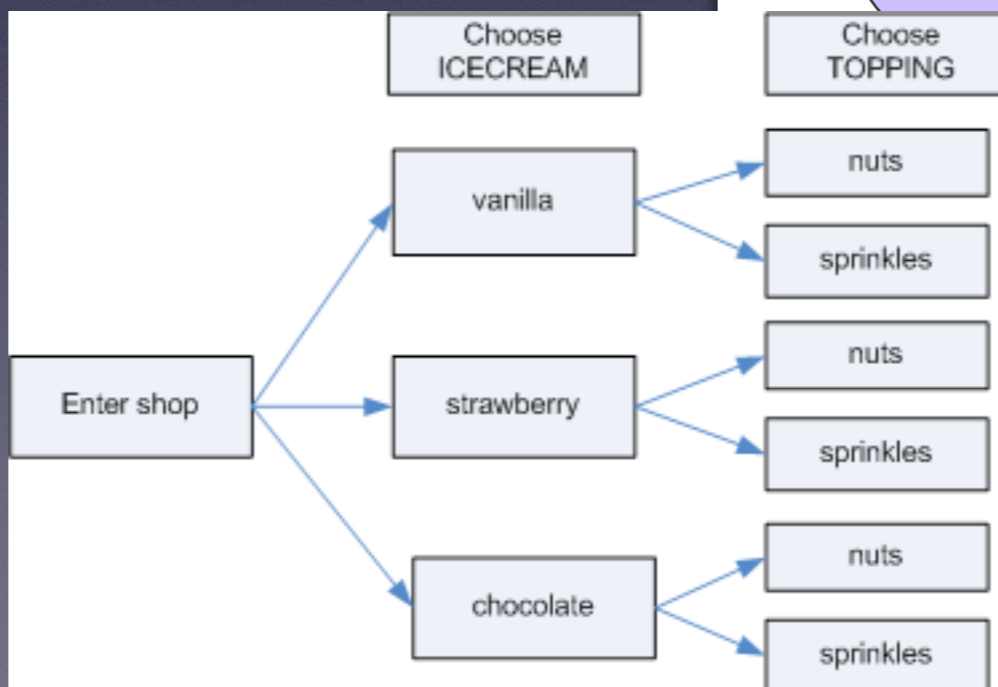 Choose
ICECREAM
Choose
TOPPING
vanilla
nuts
sprinkles
Enter shop
strawberry
nuts
sprinkles
chocolate
nuts
sprinkles